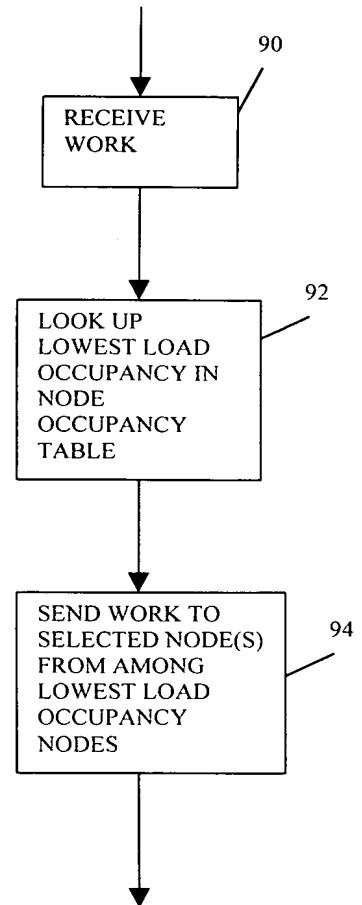 90
RECEIVE
WORK
92
LOOK UP
LOWEST LOAD
OCCUPANCY IN
NODE
OCCUPANCY
TABLE
SEND WORK TO
SELECTED NODE(S)
FROM AMONG
LOWEST LOAD
OCCUPANCY
NODES
94